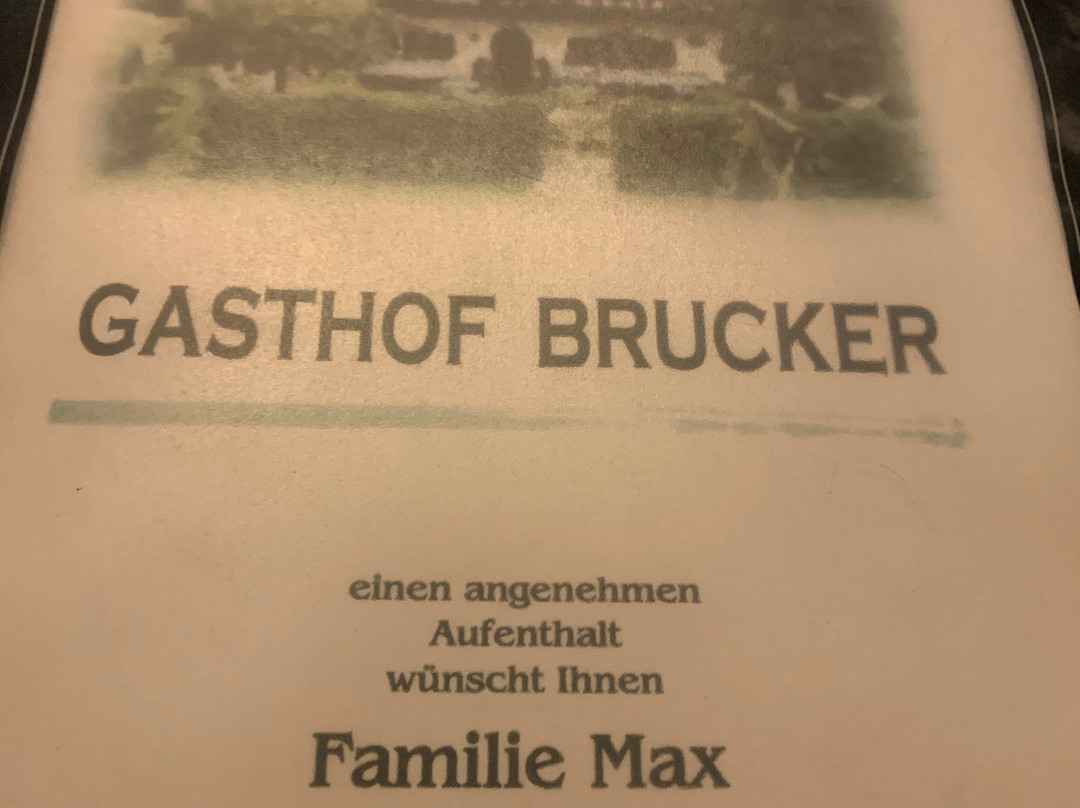 GASTHOF BRUCKER
einen angenehmen
Aufenthalt
wünscht Ihnen
Familie Max